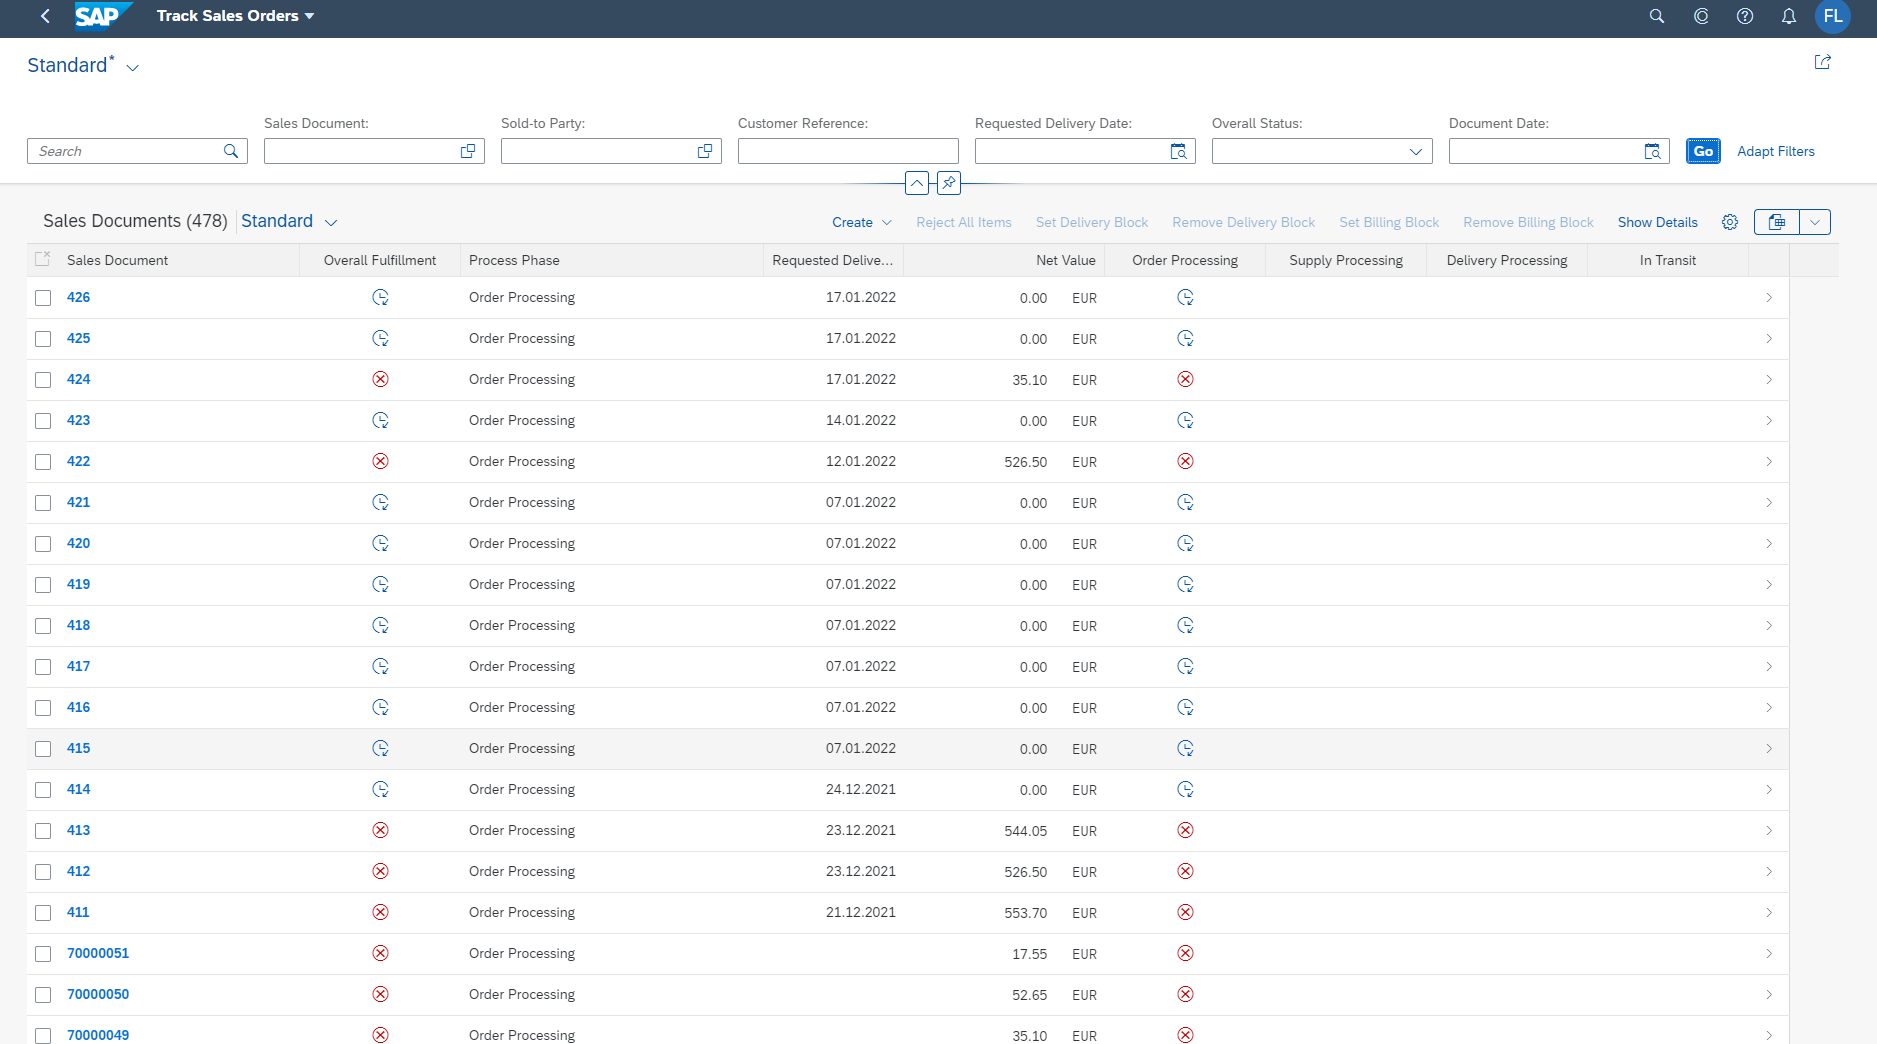 SAP Track Sales Orders FL
Standard*
Sales Document: Sold-to Party: Customer Reference: Requested Delivery Date: Overall Status: Document Date:
Search Go Adapt Filters
Sales Documents (478) Standard Create Reject All Items Set Delivery Block Remove Delivery Block Set Billing Block Remove Billing Block Show Details
Sales Document Overall Fulfillment Process Phase Requested Delive... Net Value Order Processing Supply Processing Delivery Processing In Transit
426 Order Processing 17.01.2022 0.00 EUR
425 Order Processing 17.01.2022 0.00 EUR
424 Order Processing 17.01.2022 35.10 EUR
423 Order Processing 14.01.2022 0.00 EUR
422 Order Processing 12.01.2022 526.50 EUR
421 Order Processing 07.01.2022 0.00 EUR
420 Order Processing 07.01.2022 0.00 EUR
419 Order Processing 07.01.2022 0.00 EUR
418 Order Processing 07.01.2022 0.00 EUR
417 Order Processing 07.01.2022 0.00 EUR
416 Order Processing 07.01.2022 0.00 EUR
415 Order Processing 07.01.2022 0.00 EUR
414 Order Processing 24.12.2021 0.00 EUR
413 Order Processing 23.12.2021 544.05 EUR
412 Order Processing 23.12.2021 526.50 EUR
411 Order Processing 21.12.2021 553.70 EUR
70000051 Order Processing 17.55 EUR
70000050 Order Processing 52.65 EUR
70000049 Order Processing 35.10 EUR